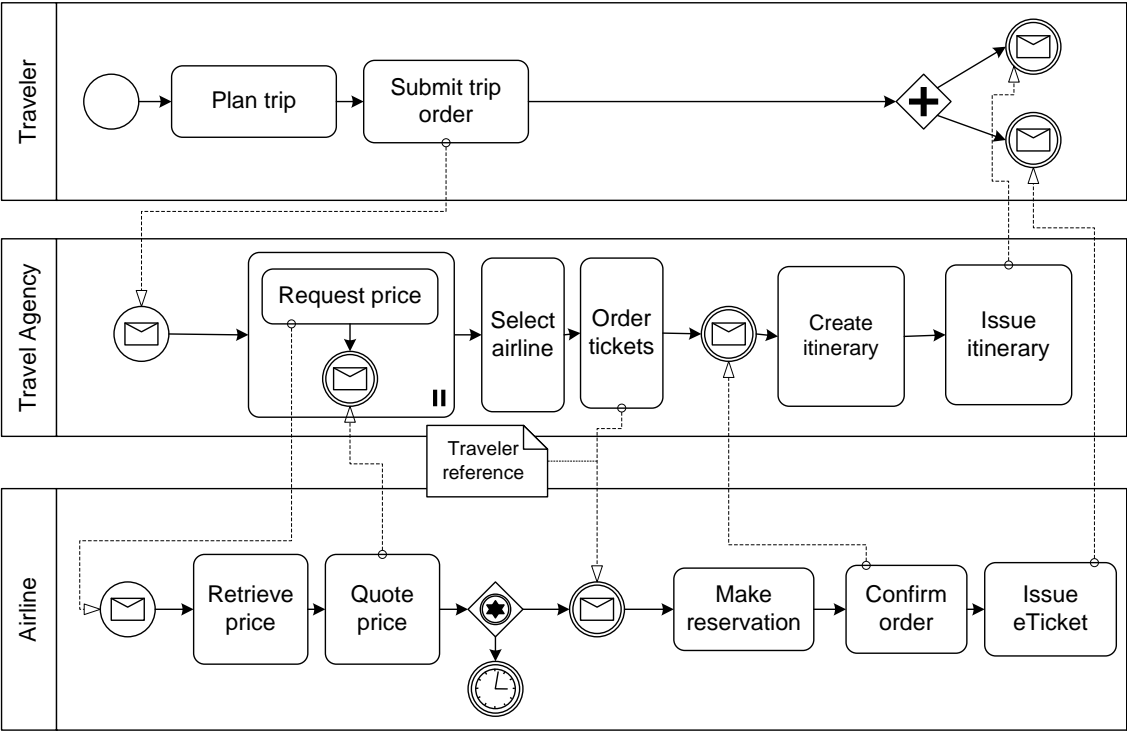 Traveler
Plan trip
Submit trip
order
Travel Agency
Request price
Select
airline
Order
tickets
Create
itinerary
Issue
itinerary
Traveler
reference
Airline
Retrieve
price
Quote
price
Make
reservation
Confirm
order
Issue
eTicket